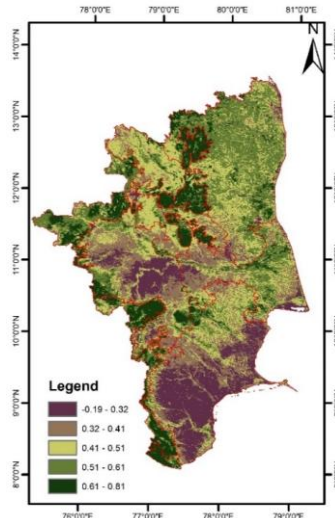 78°0'0"E 79°0'0"E 80°0'0"E 81°0'0"E
N
14°0'0"N
13°0'0"N
12°0'0"N
11°0'0"N
10°0'0"N
9°0'0"N
8°0'0"N
Legend
-0.19 - 0.32
0.32 - 0.41
0.41 - 0.51
0.51 - 0.61
0.61 - 0.81
76°0'0"E 77°0'0"E 78°0'0"E 79°0'0"E